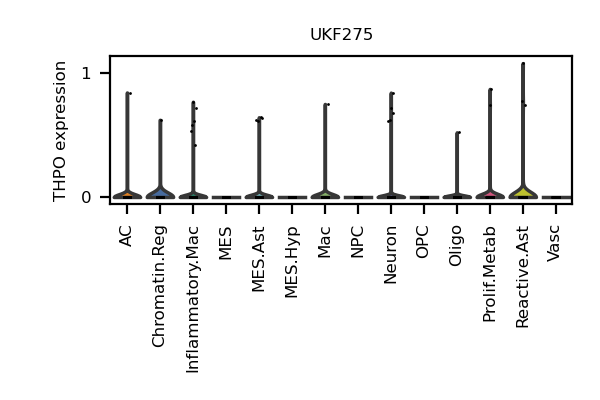 UKF275
THPO expression
1
0
AC
Chromatin.Reg
Inflammatory.Mac
MES
MES.Ast
MES.Hyp
Mac
NPC
Neuron
OPC
Oligo
Prolif.Metab
Reactive.Ast
Vasc